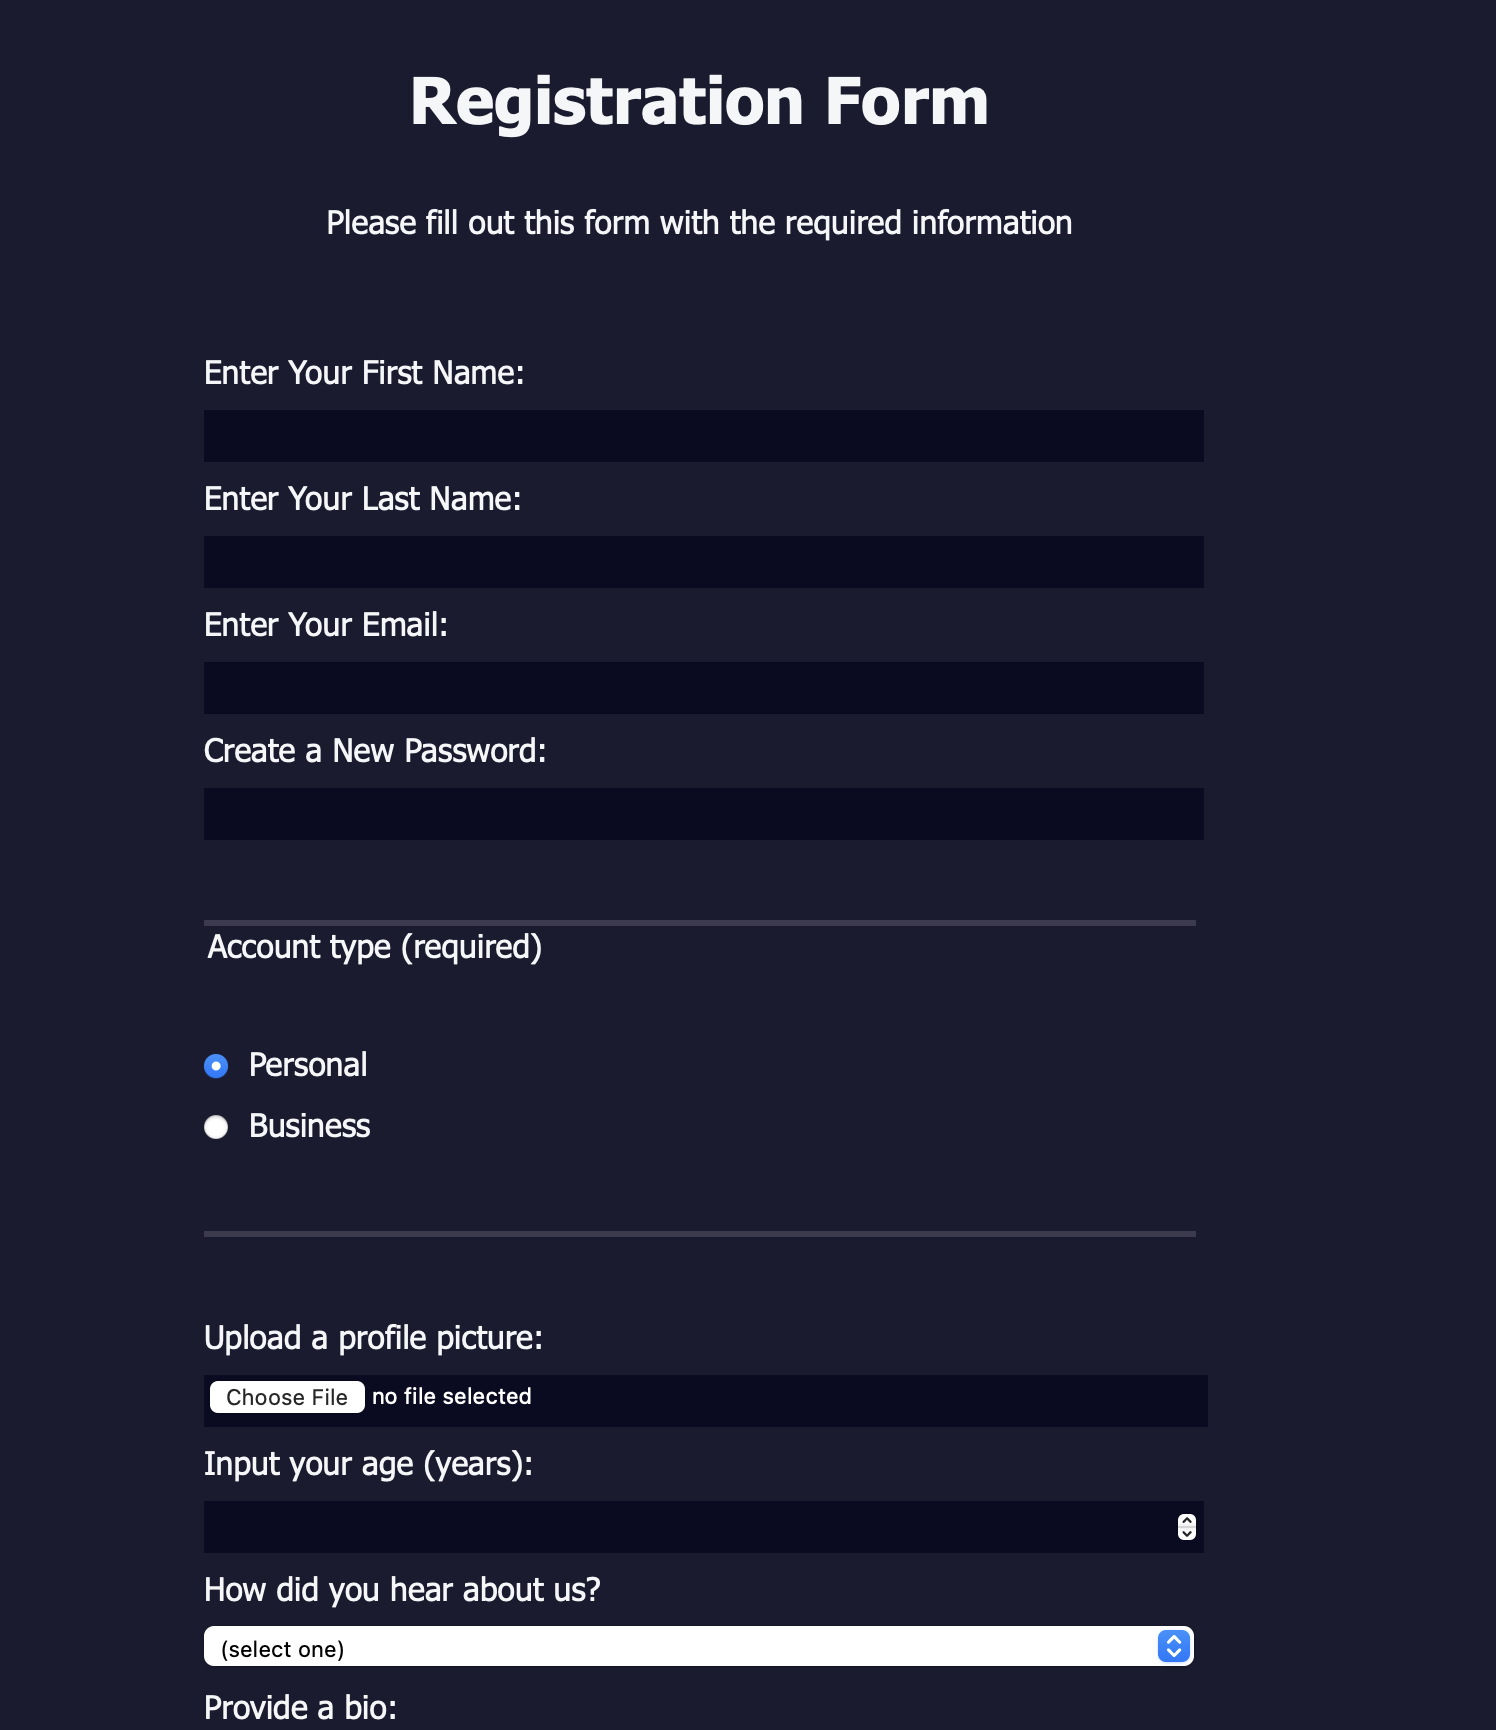 Registration Form
Please fill out this form with the required information
Enter Your First Name:
Enter Your Last Name:
Enter Your Email:
Create a New Password:
Account type (required)
Personal
Business
Upload a profile picture:
Choose File no file selected
Input your age (years):
How did you hear about us?
(select one)
Provide a bio: